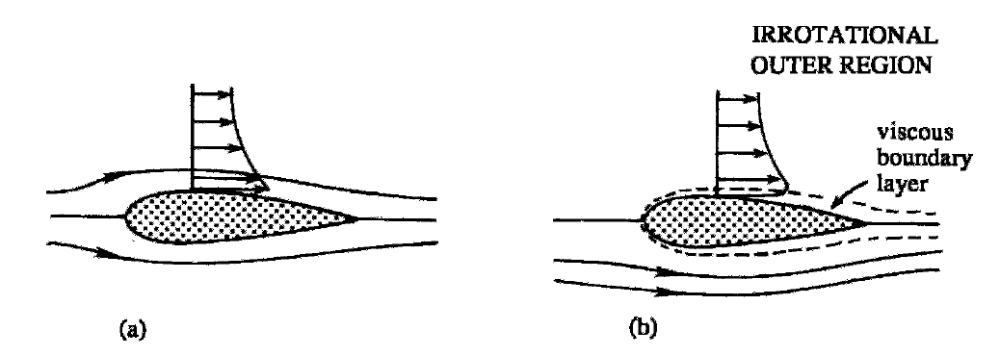 IRROTATIONAL
OUTER REGION
viscous
boundary
layer
(a)
(b)